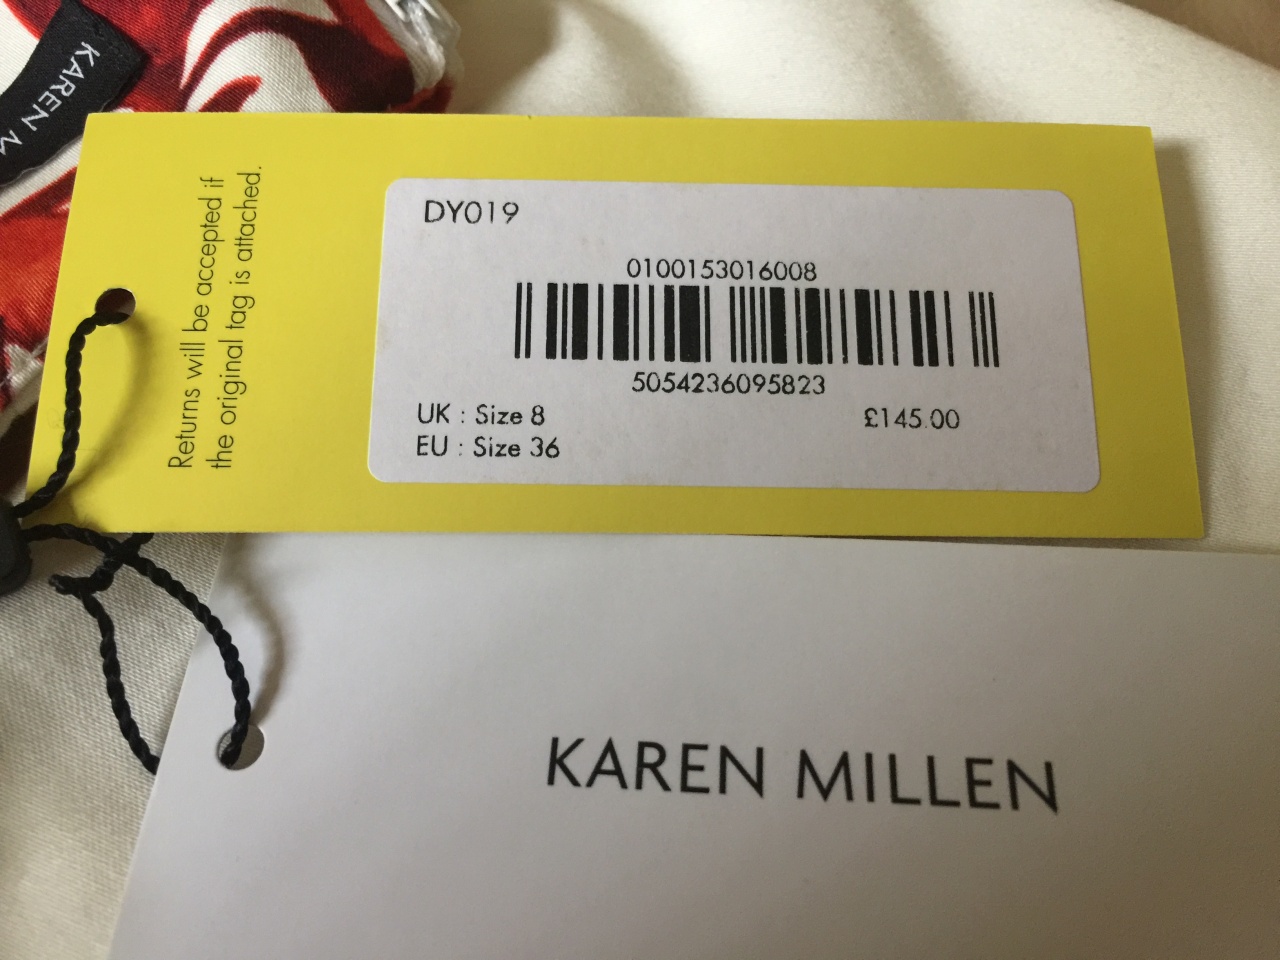 KAREN M
Returns will be accepted if
the original tag is attached.
DY019
0100153016008
5054236095823
UK : Size 8
£145.00
EU : Size 36
KAREN MILLEN